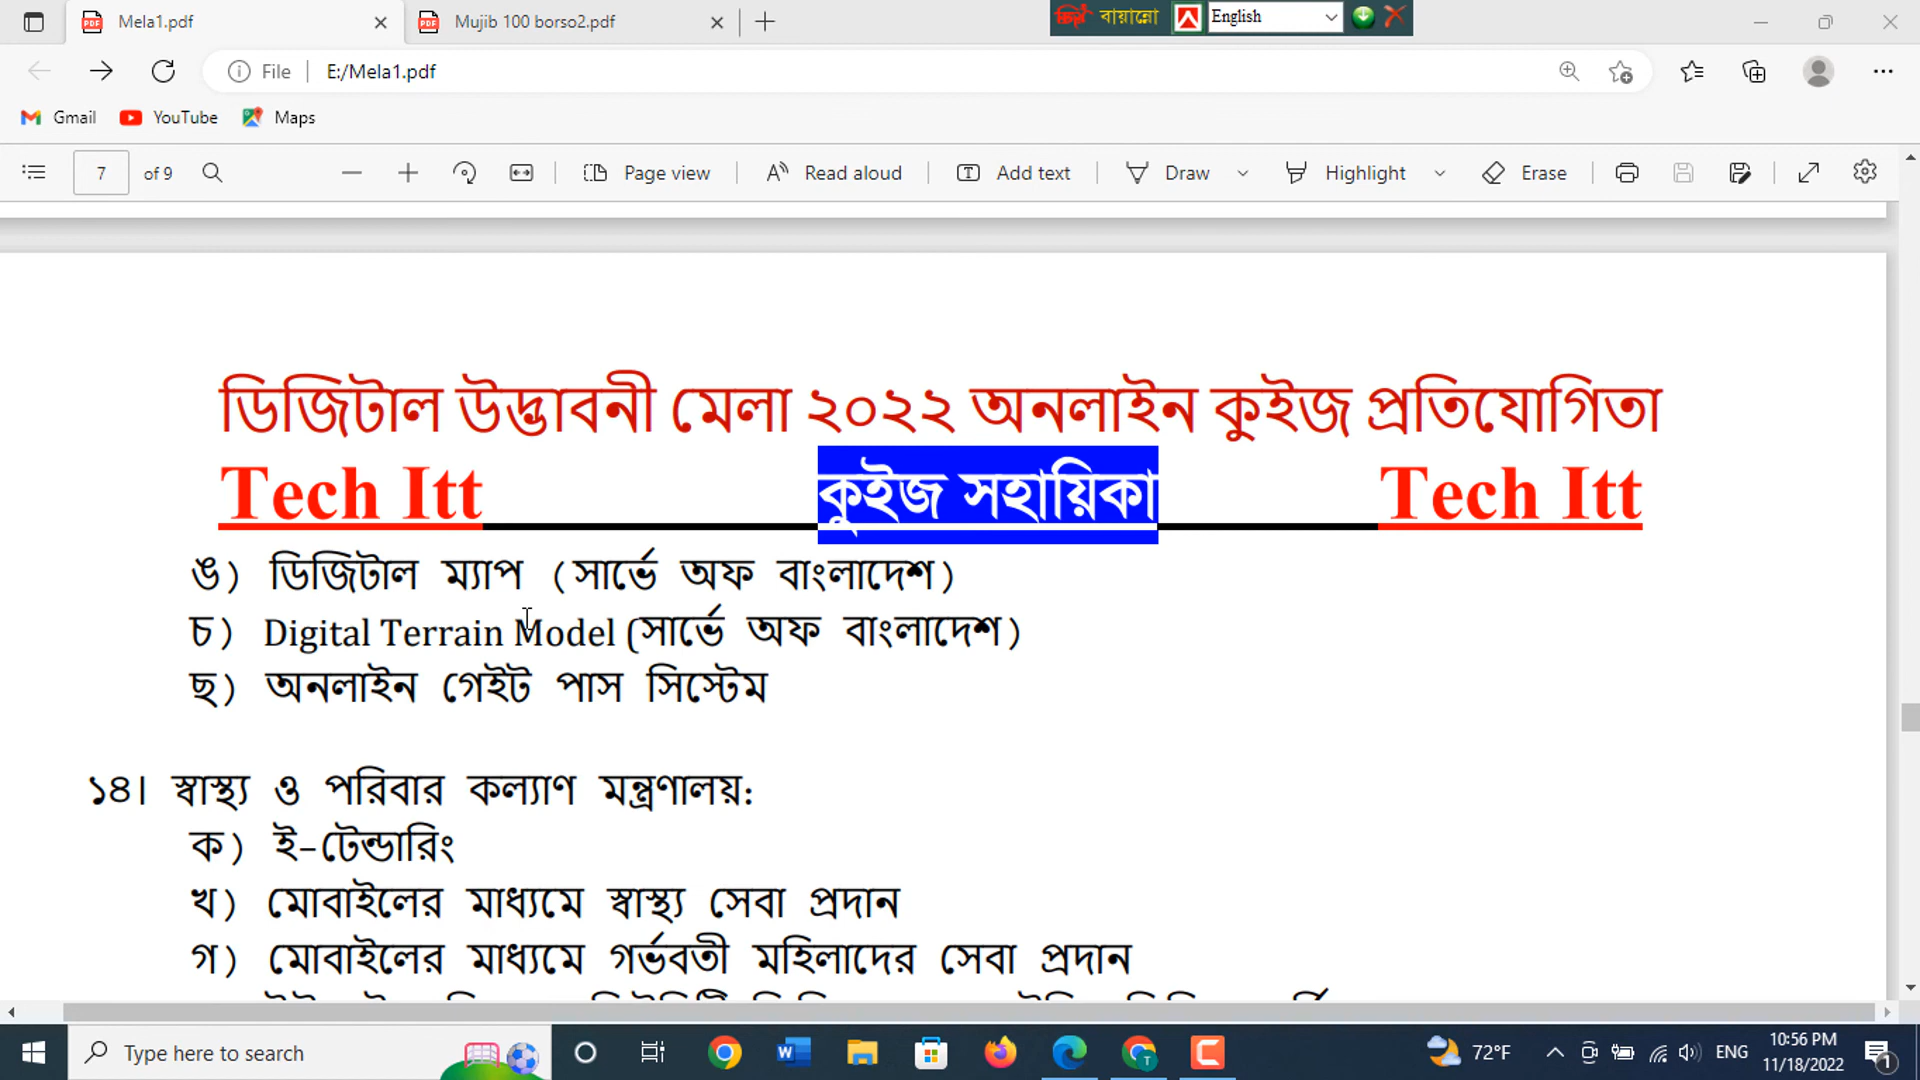 Mela1.pdf
Mujib 100 borso2.pdf
বায়ান্নো
English
File
E:/Mela1.pdf
Gmail
YouTube
Maps
7
of 9
Page view
Read aloud
Add text
Draw
Highlight
Erase
ডিজিটাল উদ্ভাবনী মেলা ২০২২ অনলাইন কুইজ প্রতিযোগিতা
Tech Itt কুইজ সহায়িকা Tech Itt
ঙ) ডিজিটাল ম্যাপ (সার্ভে অফ বাংলাদেশ)
চ) Digital Terrain Model (সার্ভে অফ বাংলাদেশ)
ছ) অনলাইন গেইট পাস সিস্টেম
১৪। স্বাস্থ্য ও পরিবার কল্যাণ মন্ত্রণালয়:
ক) ই-টেন্ডারিং
খ) মোবাইলের মাধ্যমে স্বাস্থ্য সেবা প্রদান
গ) মোবাইলের মাধ্যমে গর্ভবতী মহিলাদের সেবা প্রদান
Type here to search
72°F
ENG
10:56 PM
11/18/2022
1